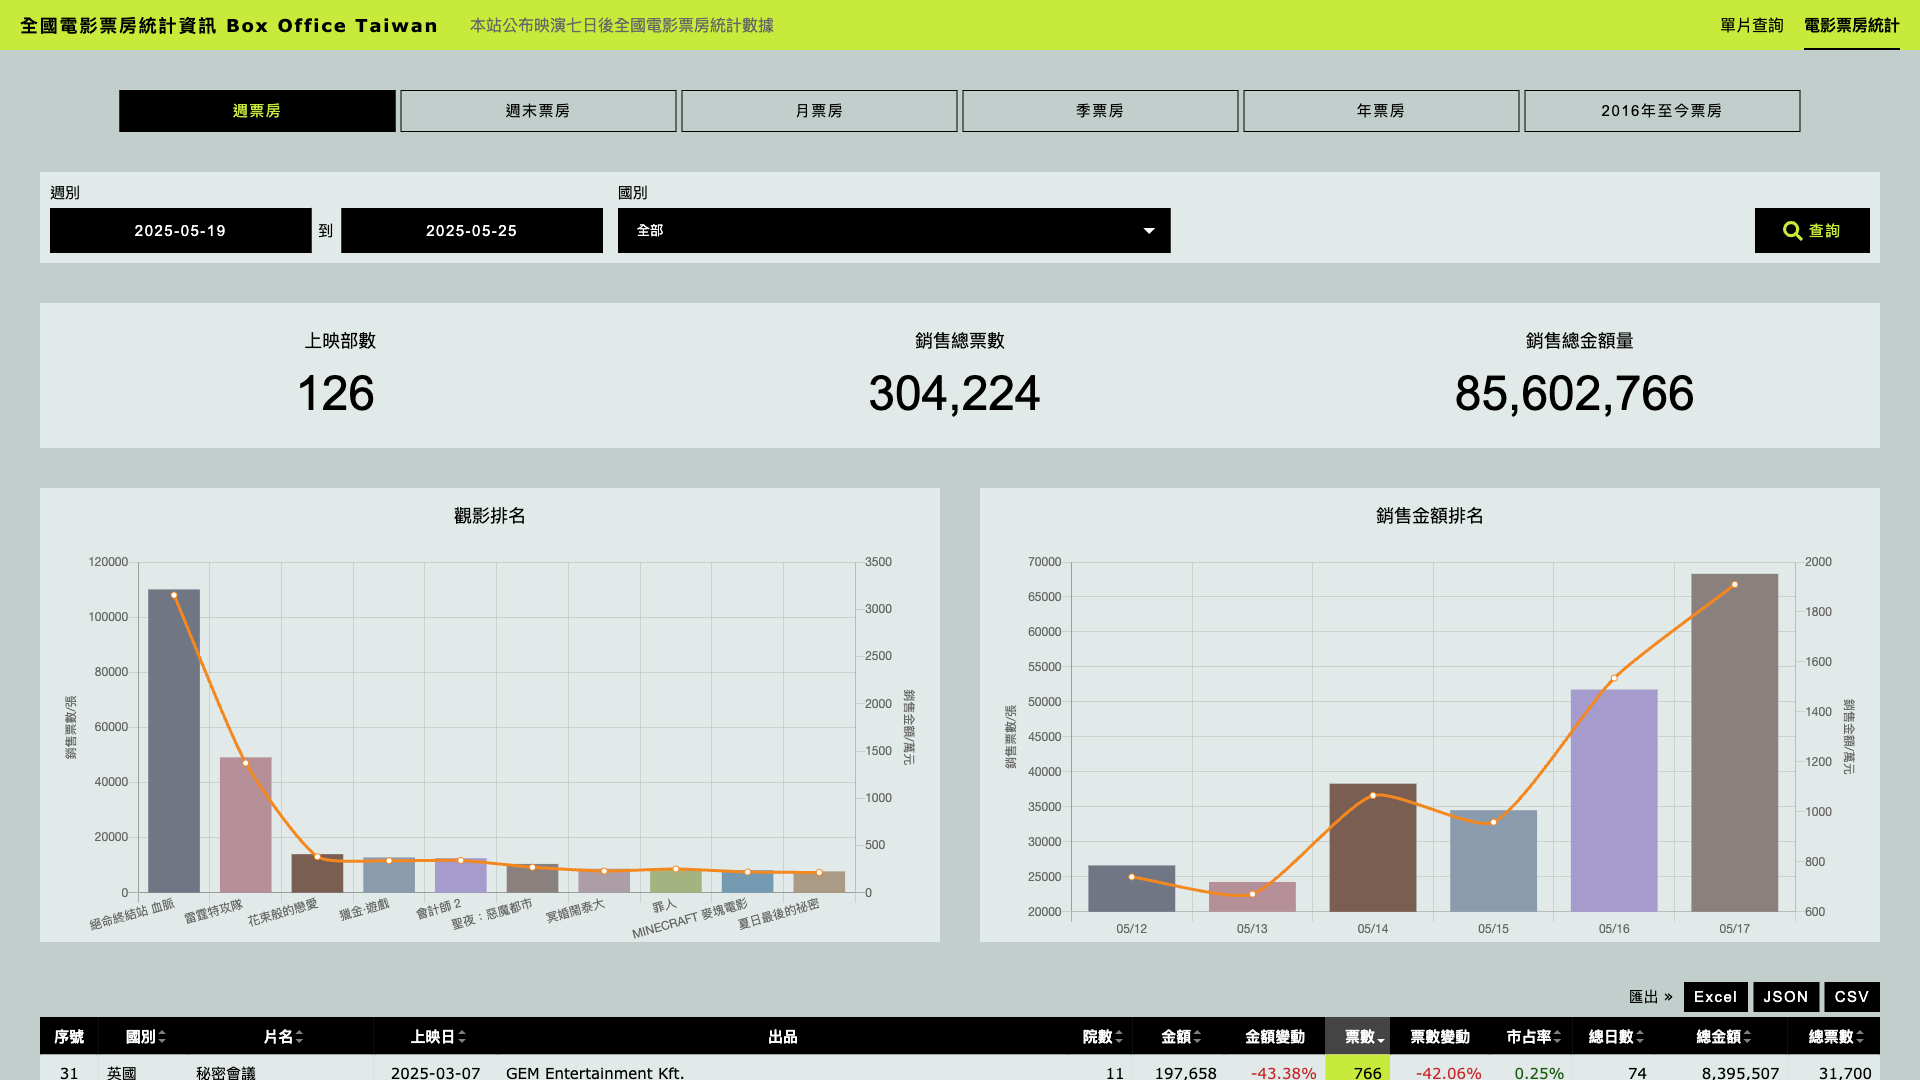 全國電影票房統計資訊 Box Office Taiwan 本站公布映演七日後全國電影票房統計數據 單片查詢 電影票房統計
週票房 週末票房 月票房 季票房 年票房 2016年至今票房
週別 國別
2025-05-19 到 2025-05-25 全部 查詢
上映部數 銷售總票數 銷售總金額量
126 304,224 85,602,766
觀影排名
120000
100000
80000
60000
40000
20000
0
銷售票數/張
3500
3000
2500
2000
1500
1000
500
0
銷售金額/萬元
絕命終結站 血脈
雷霆特攻隊
花束般的戀愛
獵金·遊戲
會計師 2
聖夜：惡魔都市
冥婚鬧泰大
罪人
MINECRAFT 麥塊電影
夏日最後的祕密
銷售金額排名
70000
65000
60000
55000
50000
45000
40000
35000
30000
25000
20000
銷售票數/張
2000
1800
1600
1400
1200
1000
800
600
銷售金額/萬元
05/12 05/13 05/14 05/15 05/16 05/17
匯出 » Excel JSON CSV
序號 國別 片名 上映日 出品 院數 金額 金額變動 票數 票數變動 市占率 總日數 總金額 總票數
31 英國 秘密會議 2025-03-07 GEM Entertainment Kft. 11 197,658 -43.38% 766 -42.06% 0.25% 74 8,395,507 31,700